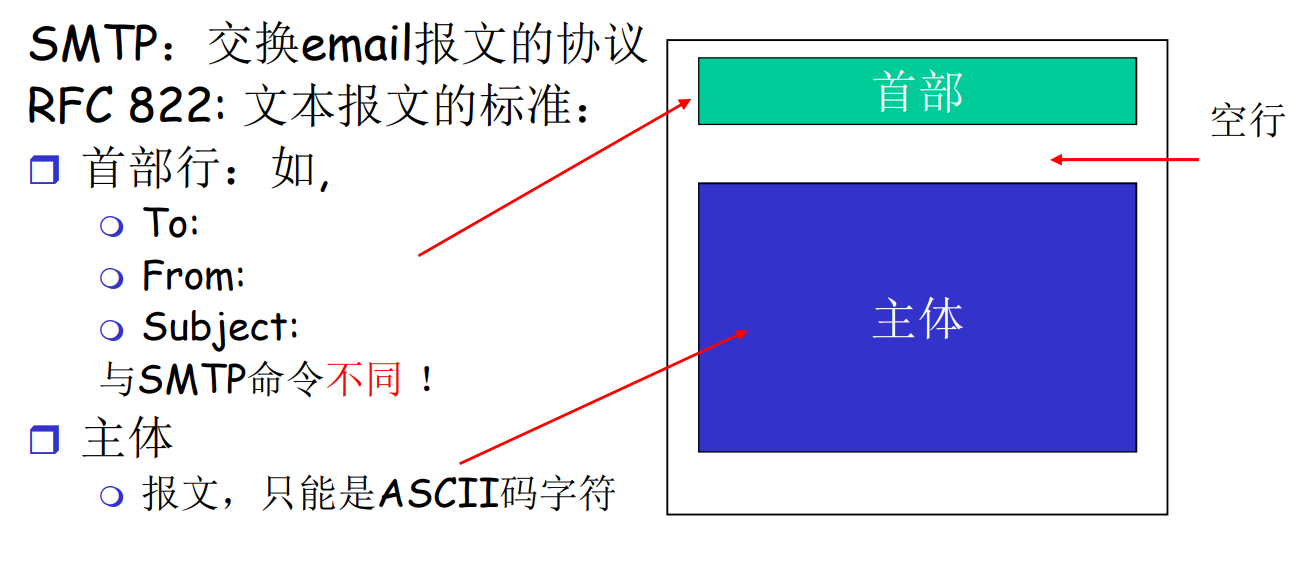 SMTP：交换email报文的协议
RFC 822: 文本报文的标准：
首部行：如,
To:
From:
Subject:
与SMTP命令不同！
主体
报文，只能是ASCII码字符
首部
空行
主体